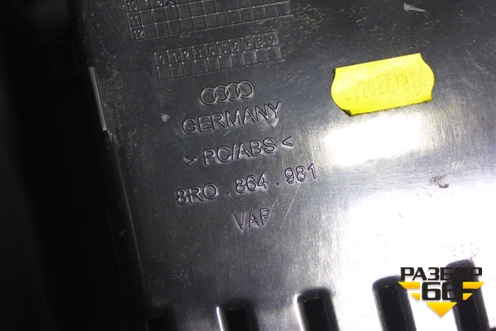 GERMANY
> PC/ABS <
8R0 . 864 . 981
VAP
РАЗБОР
66